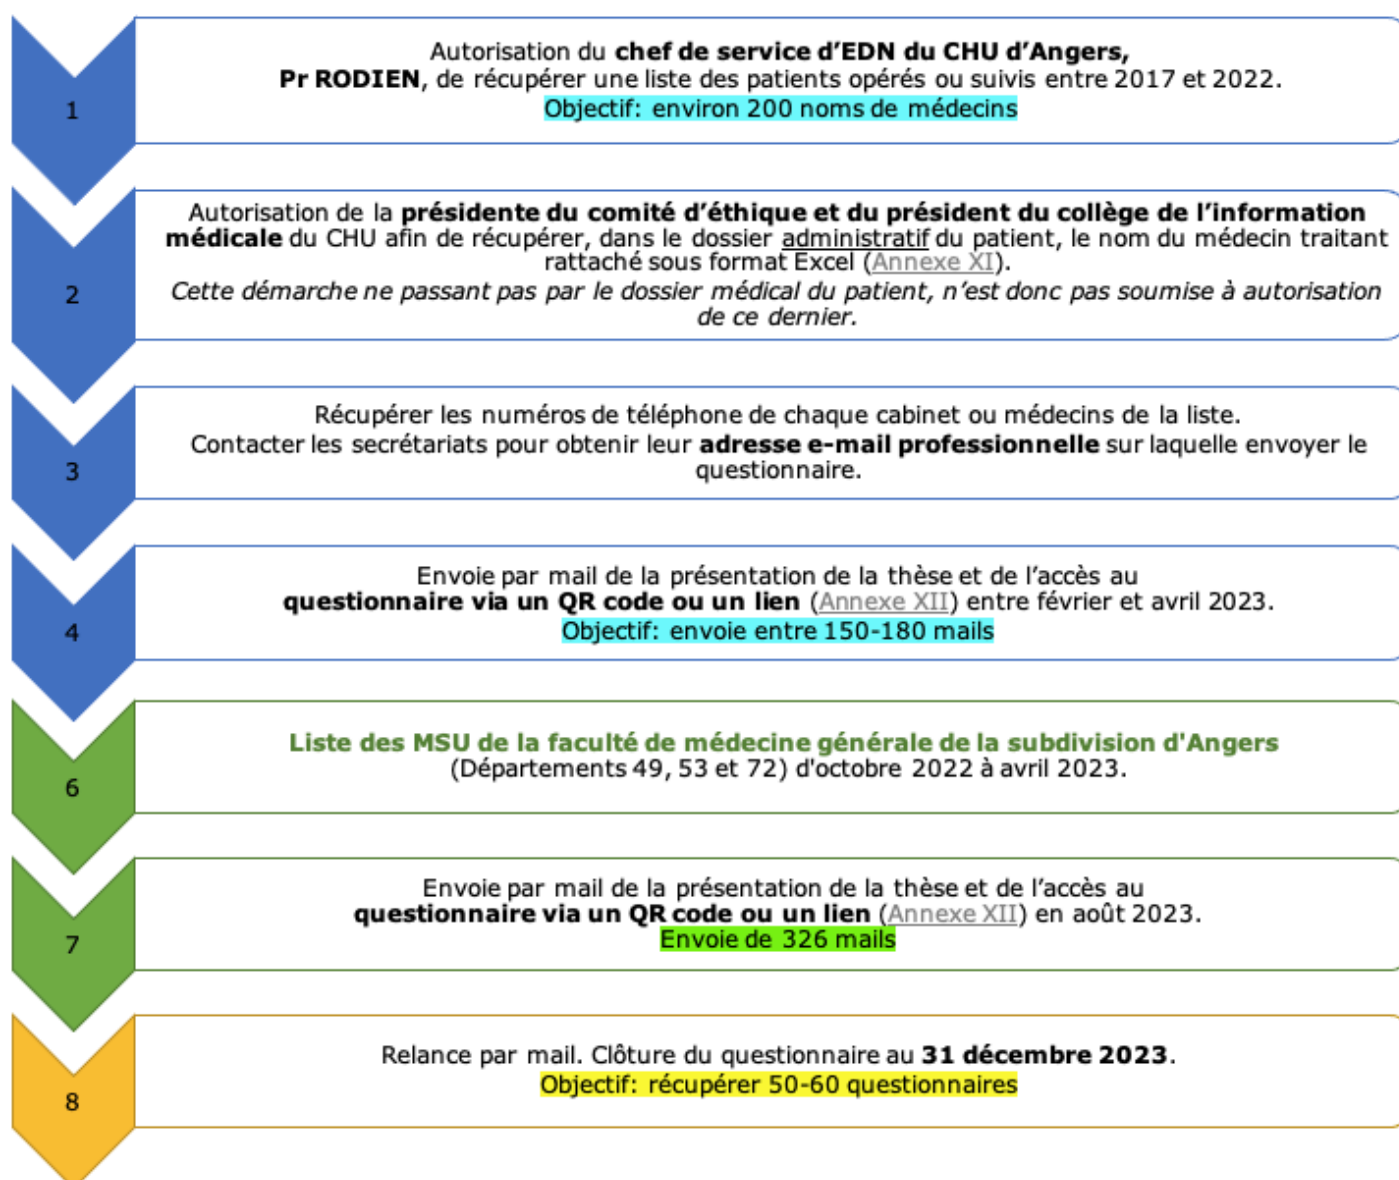 1
Autorisation du chef de service d’EDN du CHU d’Angers,
Pr RODIEN, de récupérer une liste des patients opérés ou suivis entre 2017 et 2022.
Objectif: environ 200 noms de médecins
2
Autorisation de la présidente du comité d’éthique et du président du collège de l’information
médicale du CHU afin de récupérer, dans le dossier administratif du patient, le nom du médecin traitant
rattaché sous format Excel (Annexe XI).
Cette démarche ne passant pas par le dossier médical du patient, n’est donc pas soumise à autorisation
de ce dernier.
3
Récupérer les numéros de téléphone de chaque cabinet ou médecins de la liste.
Contacter les secrétariats pour obtenir leur adresse e-mail professionnelle sur laquelle envoyer le
questionnaire.
4
Envoie par mail de la présentation de la thèse et de l’accès au
questionnaire via un QR code ou un lien (Annexe XII) entre février et avril 2023.
Objectif: envoie entre 150-180 mails
6
Liste des MSU de la faculté de médecine générale de la subdivision d'Angers
(Départements 49, 53 et 72) d'octobre 2022 à avril 2023.
7
Envoie par mail de la présentation de la thèse et de l’accès au
questionnaire via un QR code ou un lien (Annexe XII) en août 2023.
Envoie de 326 mails
8
Relance par mail. Clôture du questionnaire au 31 décembre 2023.
Objectif: récupérer 50-60 questionnaires